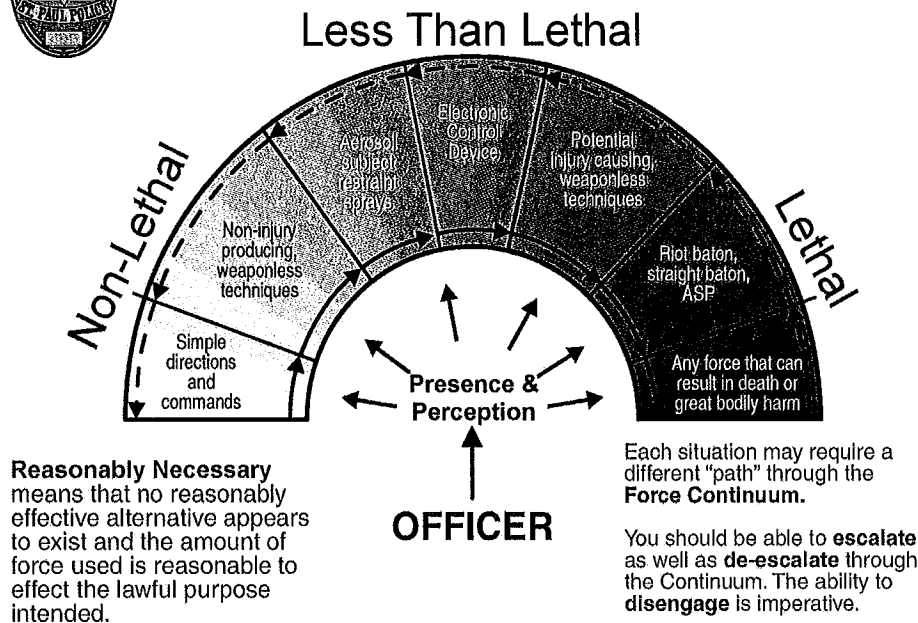 ST. PAUL POLICE
Less Than Lethal
Non-Lethal
Lethal
Simple
directions
and
commands
Non-injury
producing,
weaponless
techniques
Aerosol
subject
restraint
sprays
Electronic
Control
Device
Potential
injury causing,
weaponless
techniques
Riot baton,
straight baton,
ASP
Any force that can
result in death or
great bodily harm
Presence &
Perception
OFFICER
Reasonably Necessary
means that no reasonably
effective alternative appears
to exist and the amount of
force used is reasonable to
effect the lawful purpose
intended.
Each situation may require a
different "path" through the
Force Continuum.
You should be able to escalate
as well as de-escalate through
the Continuum. The ability to
disengage is imperative.